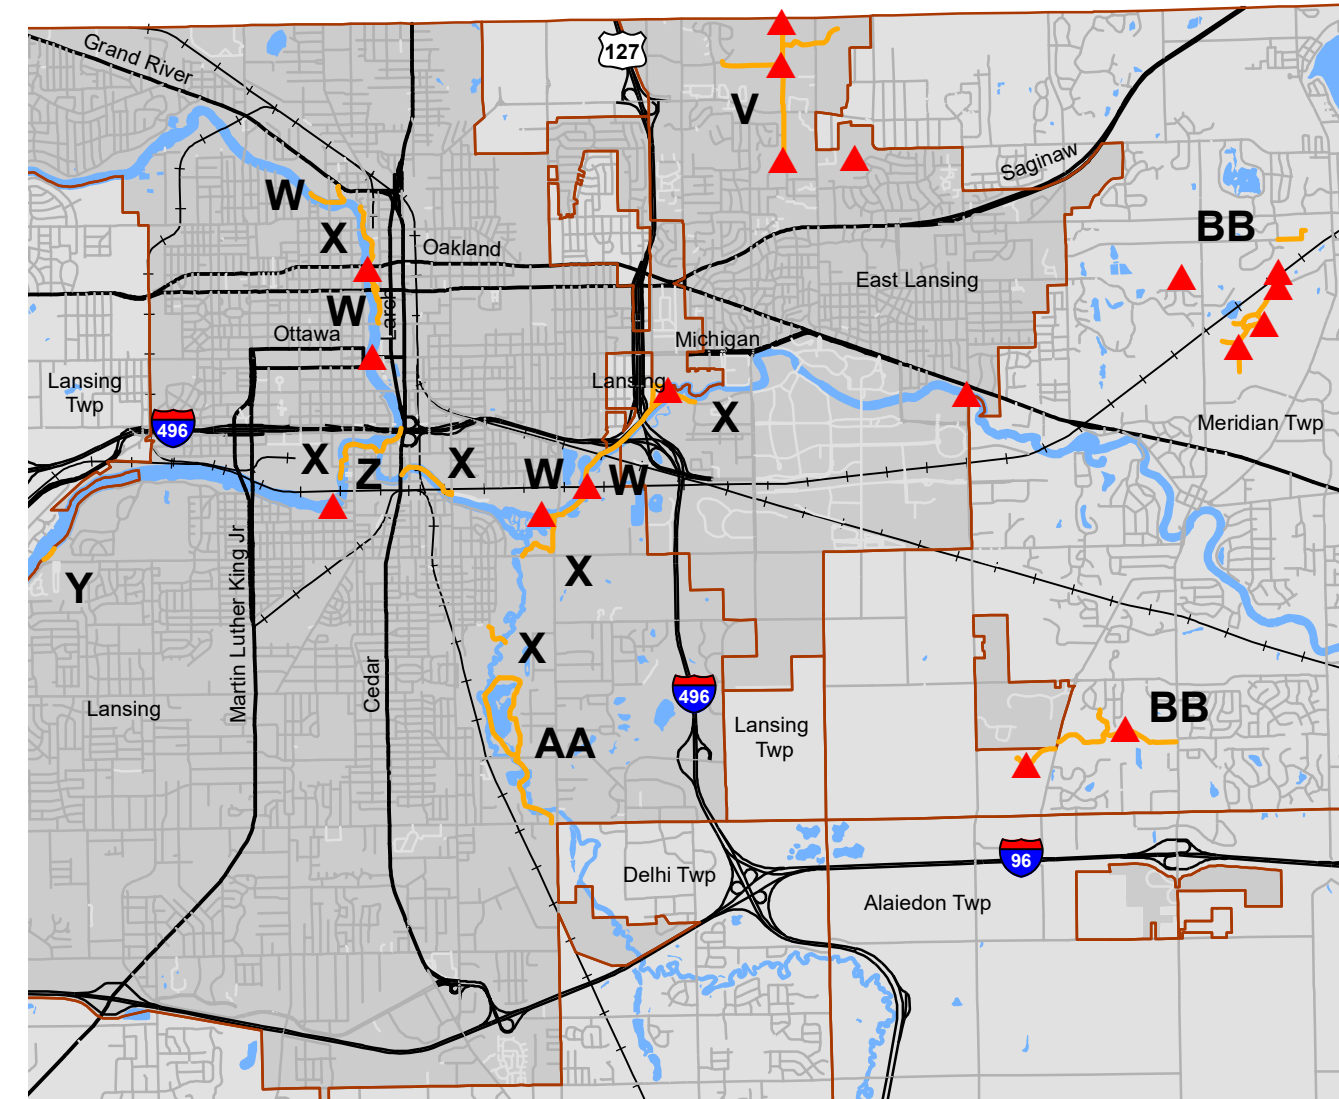 Grand River
127
V
Saginaw
W
BB
X
Oakland
East Lansing
W
Larch
Ottawa
Michigan
Lansing
Twp
Lansing
X
Meridian Twp
496
X
Z
X
W
W
Y
X
Martin Luther King Jr
X
Cedar
496
Lansing
BB
Lansing
Twp
AA
96
Delhi Twp
Alaiedon Twp